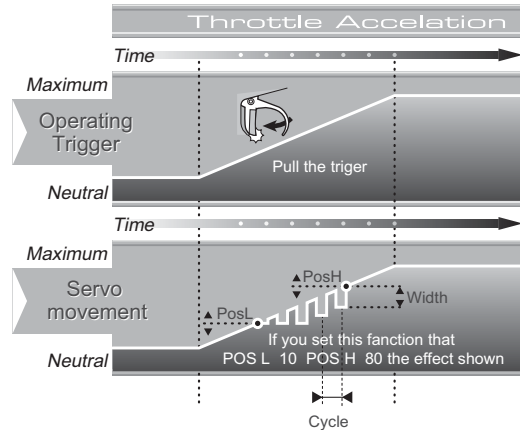 Throttle Accelation
Time
Maximum
Operating
Trigger
Pull the triger
Neutral
Time
Maximum
PosH
Servo
movement
Width
PosL
If you set this fanction that
POS L 10 POS H 80 the effect shown
Neutral
Cycle